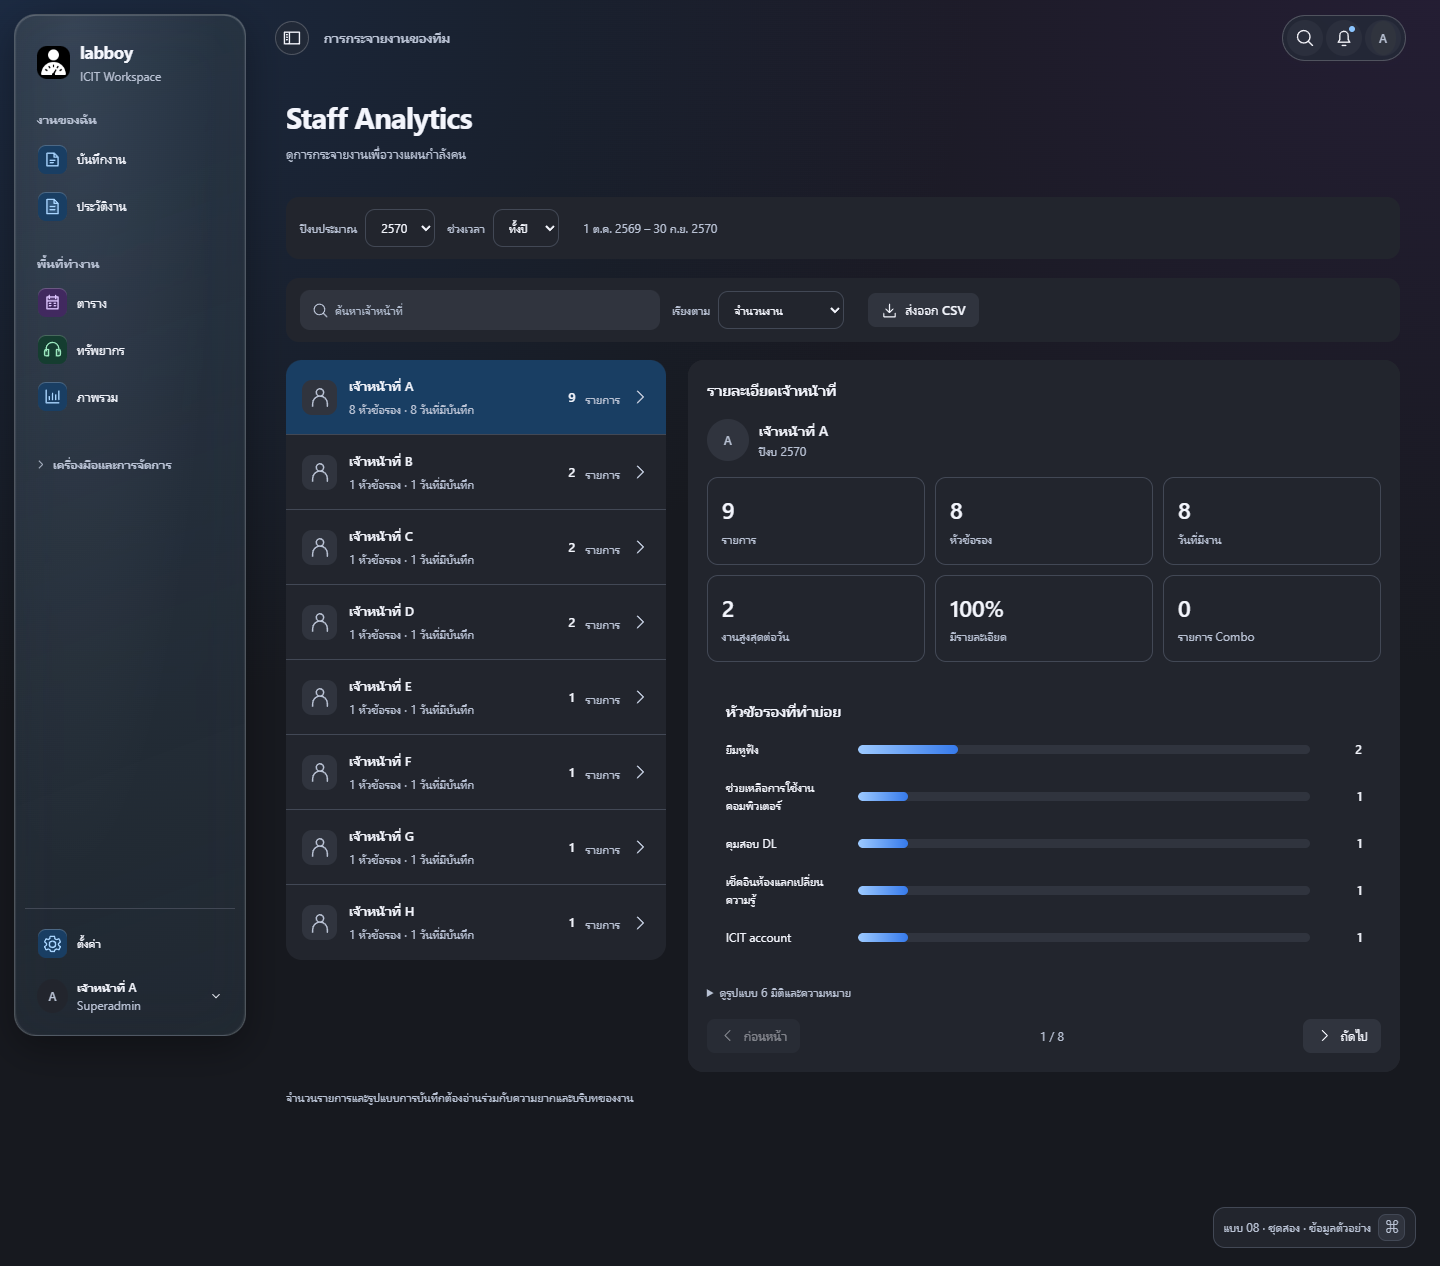 labboy
ICIT Workspace
งานของฉัน
บันทึกงาน
ประวัติงาน
พื้นที่ทำงาน
ตาราง
ทรัพยากร
ภาพรวม
เครื่องมือและการจัดการ
ตั้งค่า
A
เจ้าหน้าที่ A
Superadmin
การกระจายงานของทีม
A
Staff Analytics
ดูการกระจายงานเพื่อวางแผนกำลังคน
ปีงบประมาณ 2570 ช่วงเวลา ทั้งปี 1 ต.ค. 2569 – 30 ก.ย. 2570
ค้นหาเจ้าหน้าที่ เรียงตาม จำนวนงาน ส่งออก CSV
เจ้าหน้าที่ A
8 หัวข้อรอง · 8 วันที่มีบันทึก
9 รายการ
เจ้าหน้าที่ B
1 หัวข้อรอง · 1 วันที่มีบันทึก
2 รายการ
เจ้าหน้าที่ C
1 หัวข้อรอง · 1 วันที่มีบันทึก
2 รายการ
เจ้าหน้าที่ D
1 หัวข้อรอง · 1 วันที่มีบันทึก
2 รายการ
เจ้าหน้าที่ E
1 หัวข้อรอง · 1 วันที่มีบันทึก
1 รายการ
เจ้าหน้าที่ F
1 หัวข้อรอง · 1 วันที่มีบันทึก
1 รายการ
เจ้าหน้าที่ G
1 หัวข้อรอง · 1 วันที่มีบันทึก
1 รายการ
เจ้าหน้าที่ H
1 หัวข้อรอง · 1 วันที่มีบันทึก
1 รายการ
รายละเอียดเจ้าหน้าที่
A
เจ้าหน้าที่ A
ปีงบ 2570
9
รายการ
8
หัวข้อรอง
8
วันที่มีงาน
2
งานสูงสุดต่อวัน
100%
มีรายละเอียด
0
รายการ Combo
หัวข้อรองที่ทำบ่อย
ยืมหูฟัง 2
ช่วยเหลือการใช้งาน
คอมพิวเตอร์ 1
คุมสอบ DL 1
เช็คอินห้องแลกเปลี่ยน
ความรู้ 1
ICIT account 1
ดูรูปแบบ 6 มิติและความหมาย
ก่อนหน้า 1 / 8 ถัดไป
จำนวนรายการและรูปแบบการบันทึกต้องอ่านร่วมกับความยากและบริบทของงาน
แบบ 08 · ชุดสอง · ข้อมูลตัวอย่าง ⌘